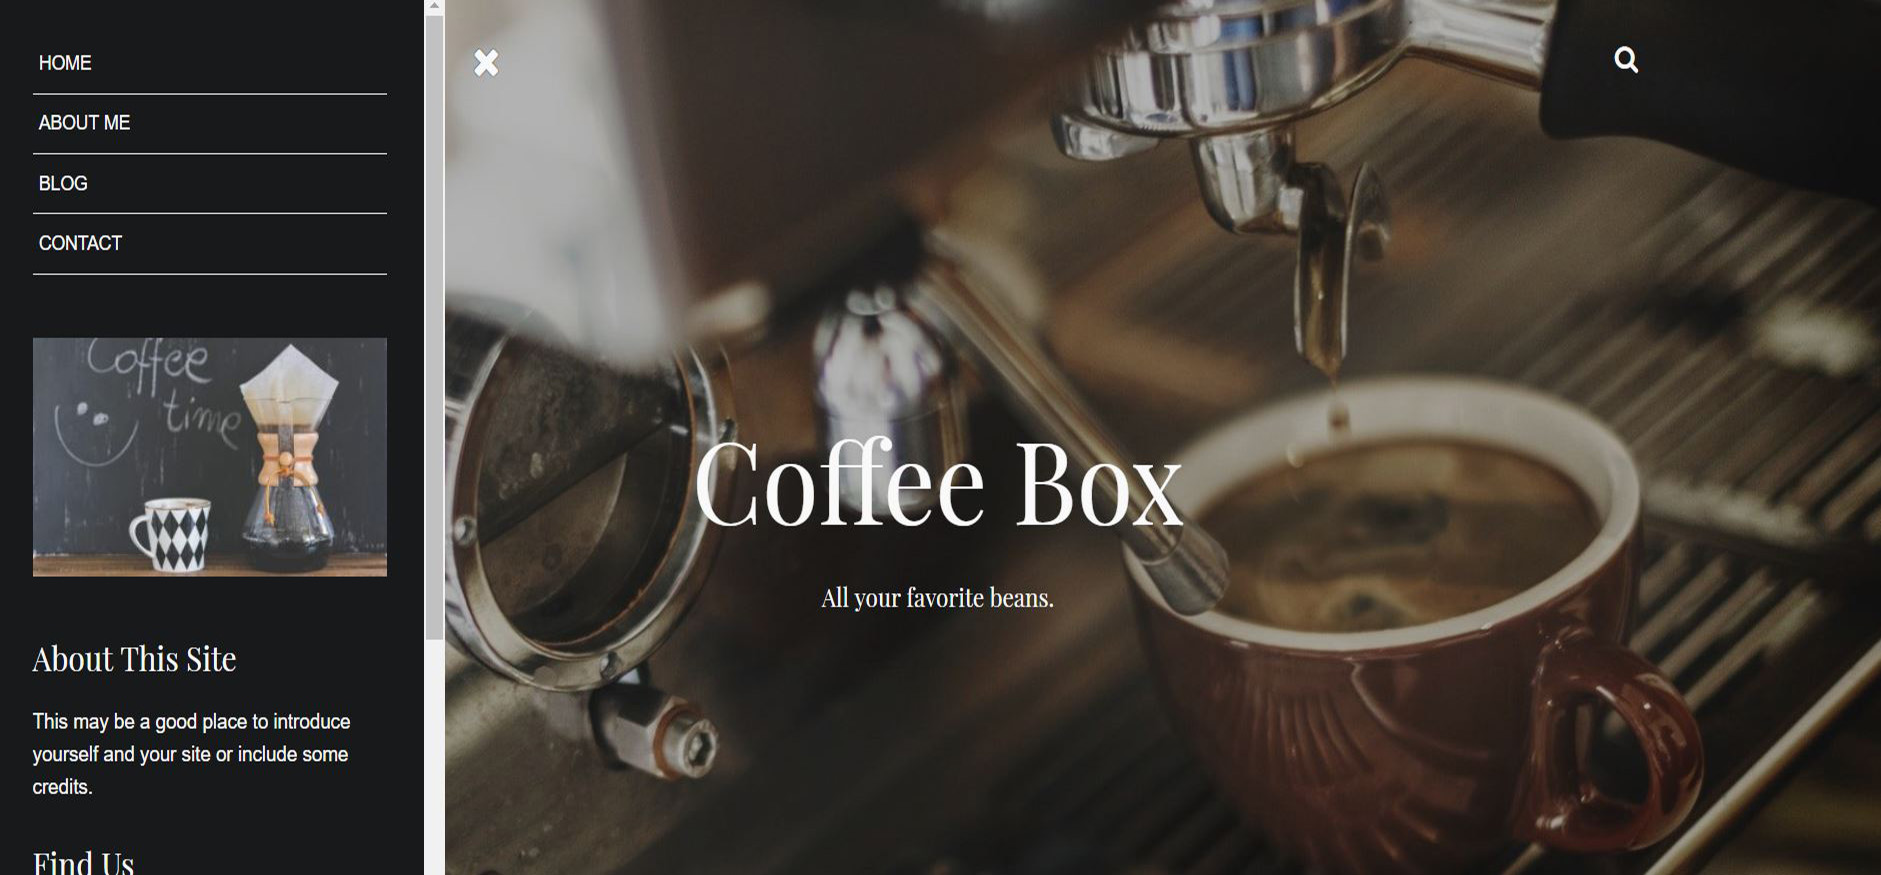 HOME
ABOUT ME
BLOG
CONTACT
Coffee
time
About This Site
This may be a good place to introduce
yourself and your site or include some
credits.
Find Us
Coffee Box
All your favorite beans.